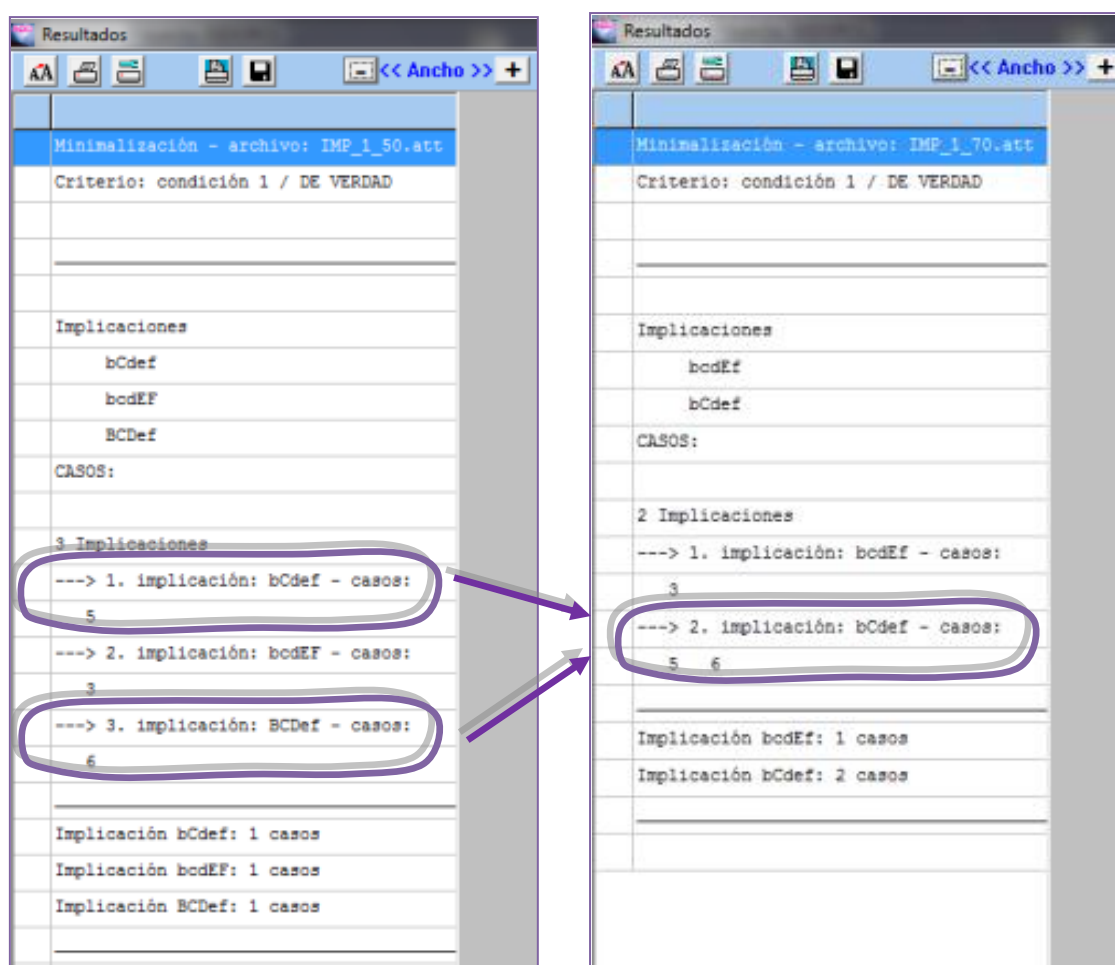 Resultados
<< Ancho >>
Minimalización - archivo: IMP_1_50.att
Criterio: condición 1 / DE VERDAD
Implicaciones
bCdef
bcdEF
BCDef
CASOS:
3 Implicaciones
---> 1. implicación: bCdef - casos:
5
---> 2. implicación: bcdEF - casos:
3
---> 3. implicación: BCDef - casos:
6
Implicación bCdef: 1 casos
Implicación bcdEF: 1 casos
Implicación BCDef: 1 casos
Resultados
<< Ancho >>
Minimalización - archivo: IMP_1_70.att
Criterio: condición 1 / DE VERDAD
Implicaciones
bcdEf
bCdef
CASOS:
2 Implicaciones
---> 1. implicación: bcdEf - casos:
3
---> 2. implicación: bCdef - casos:
5 6
Implicación bcdEf: 1 casos
Implicación bCdef: 2 casos